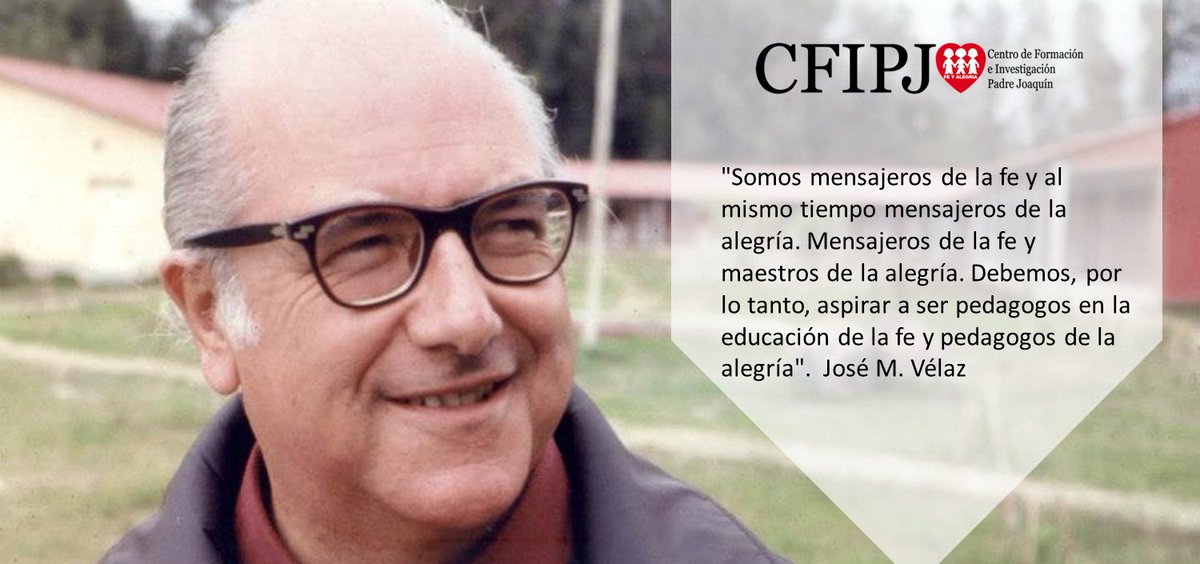 CFIPJ
FE Y ALEGRIA
Centro de Formación
e Investigación
Padre Joaquín
"Somos mensajeros de la fe y al
mismo tiempo mensajeros de la
alegría. Mensajeros de la fe y
maestros de la alegría. Debemos, por
lo tanto, aspirar a ser pedagogos en la
educación de la fe y pedagogos de la
alegría".  José M. Vélaz